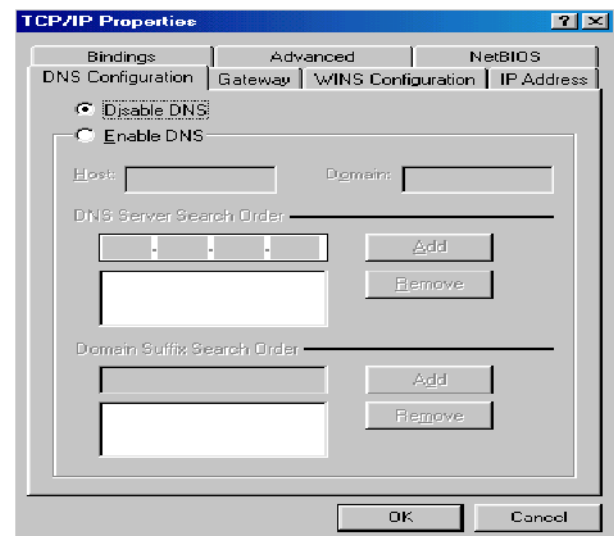 TCP/IP Properties
Bindings Advanced NetBIOS
DNS Configuration Gateway WINS Configuration IP Address
Disable DNS
Enable DNS
Host: Domain:
DNS Server Search Order
Add
Remove
Domain Suffix Search Order
Add
Remove
OK Cancel